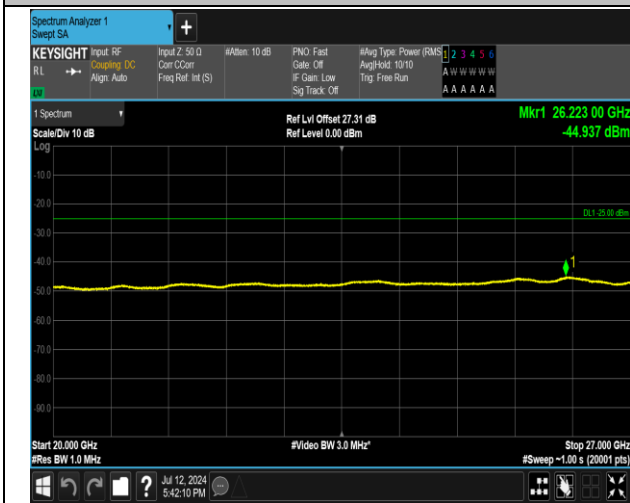 Spectrum Analyzer 1
Swept SA
KEYSIGHT
RL
Input: RF
Coupling: DC
Align: Auto
Input Z: 50 Ω
Corr CCorr
Freq Ref: Int (S)
#Atten: 10 dB
PNO: Fast
Gate: Off
IF Gain: Low
Sig Track: Off
#Avg Type: Power (RMS
Avg|Hold: 10/10
Trig: Free Run
1 2 3 4 5 6
A W W W W W
A A A A A A
1 Spectrum
Scale/Div 10 dB
Ref Lvl Offset 27.31 dB
Ref Level 0.00 dBm
Mkr1 26.223 00 GHz
-44.937 dBm
Log
-10.0
-20.0
DL1 -25.00 dBm
-30.0
-40.0
1
-50.0
-60.0
-70.0
-80.0
-90.0
Start 20.000 GHz
#Res BW 1.0 MHz
#Video BW 3.0 MHz*
Stop 27.000 GHz
#Sweep ~1.00 s (20001 pts)
?
Jul 12, 2024
5:42:10 PM